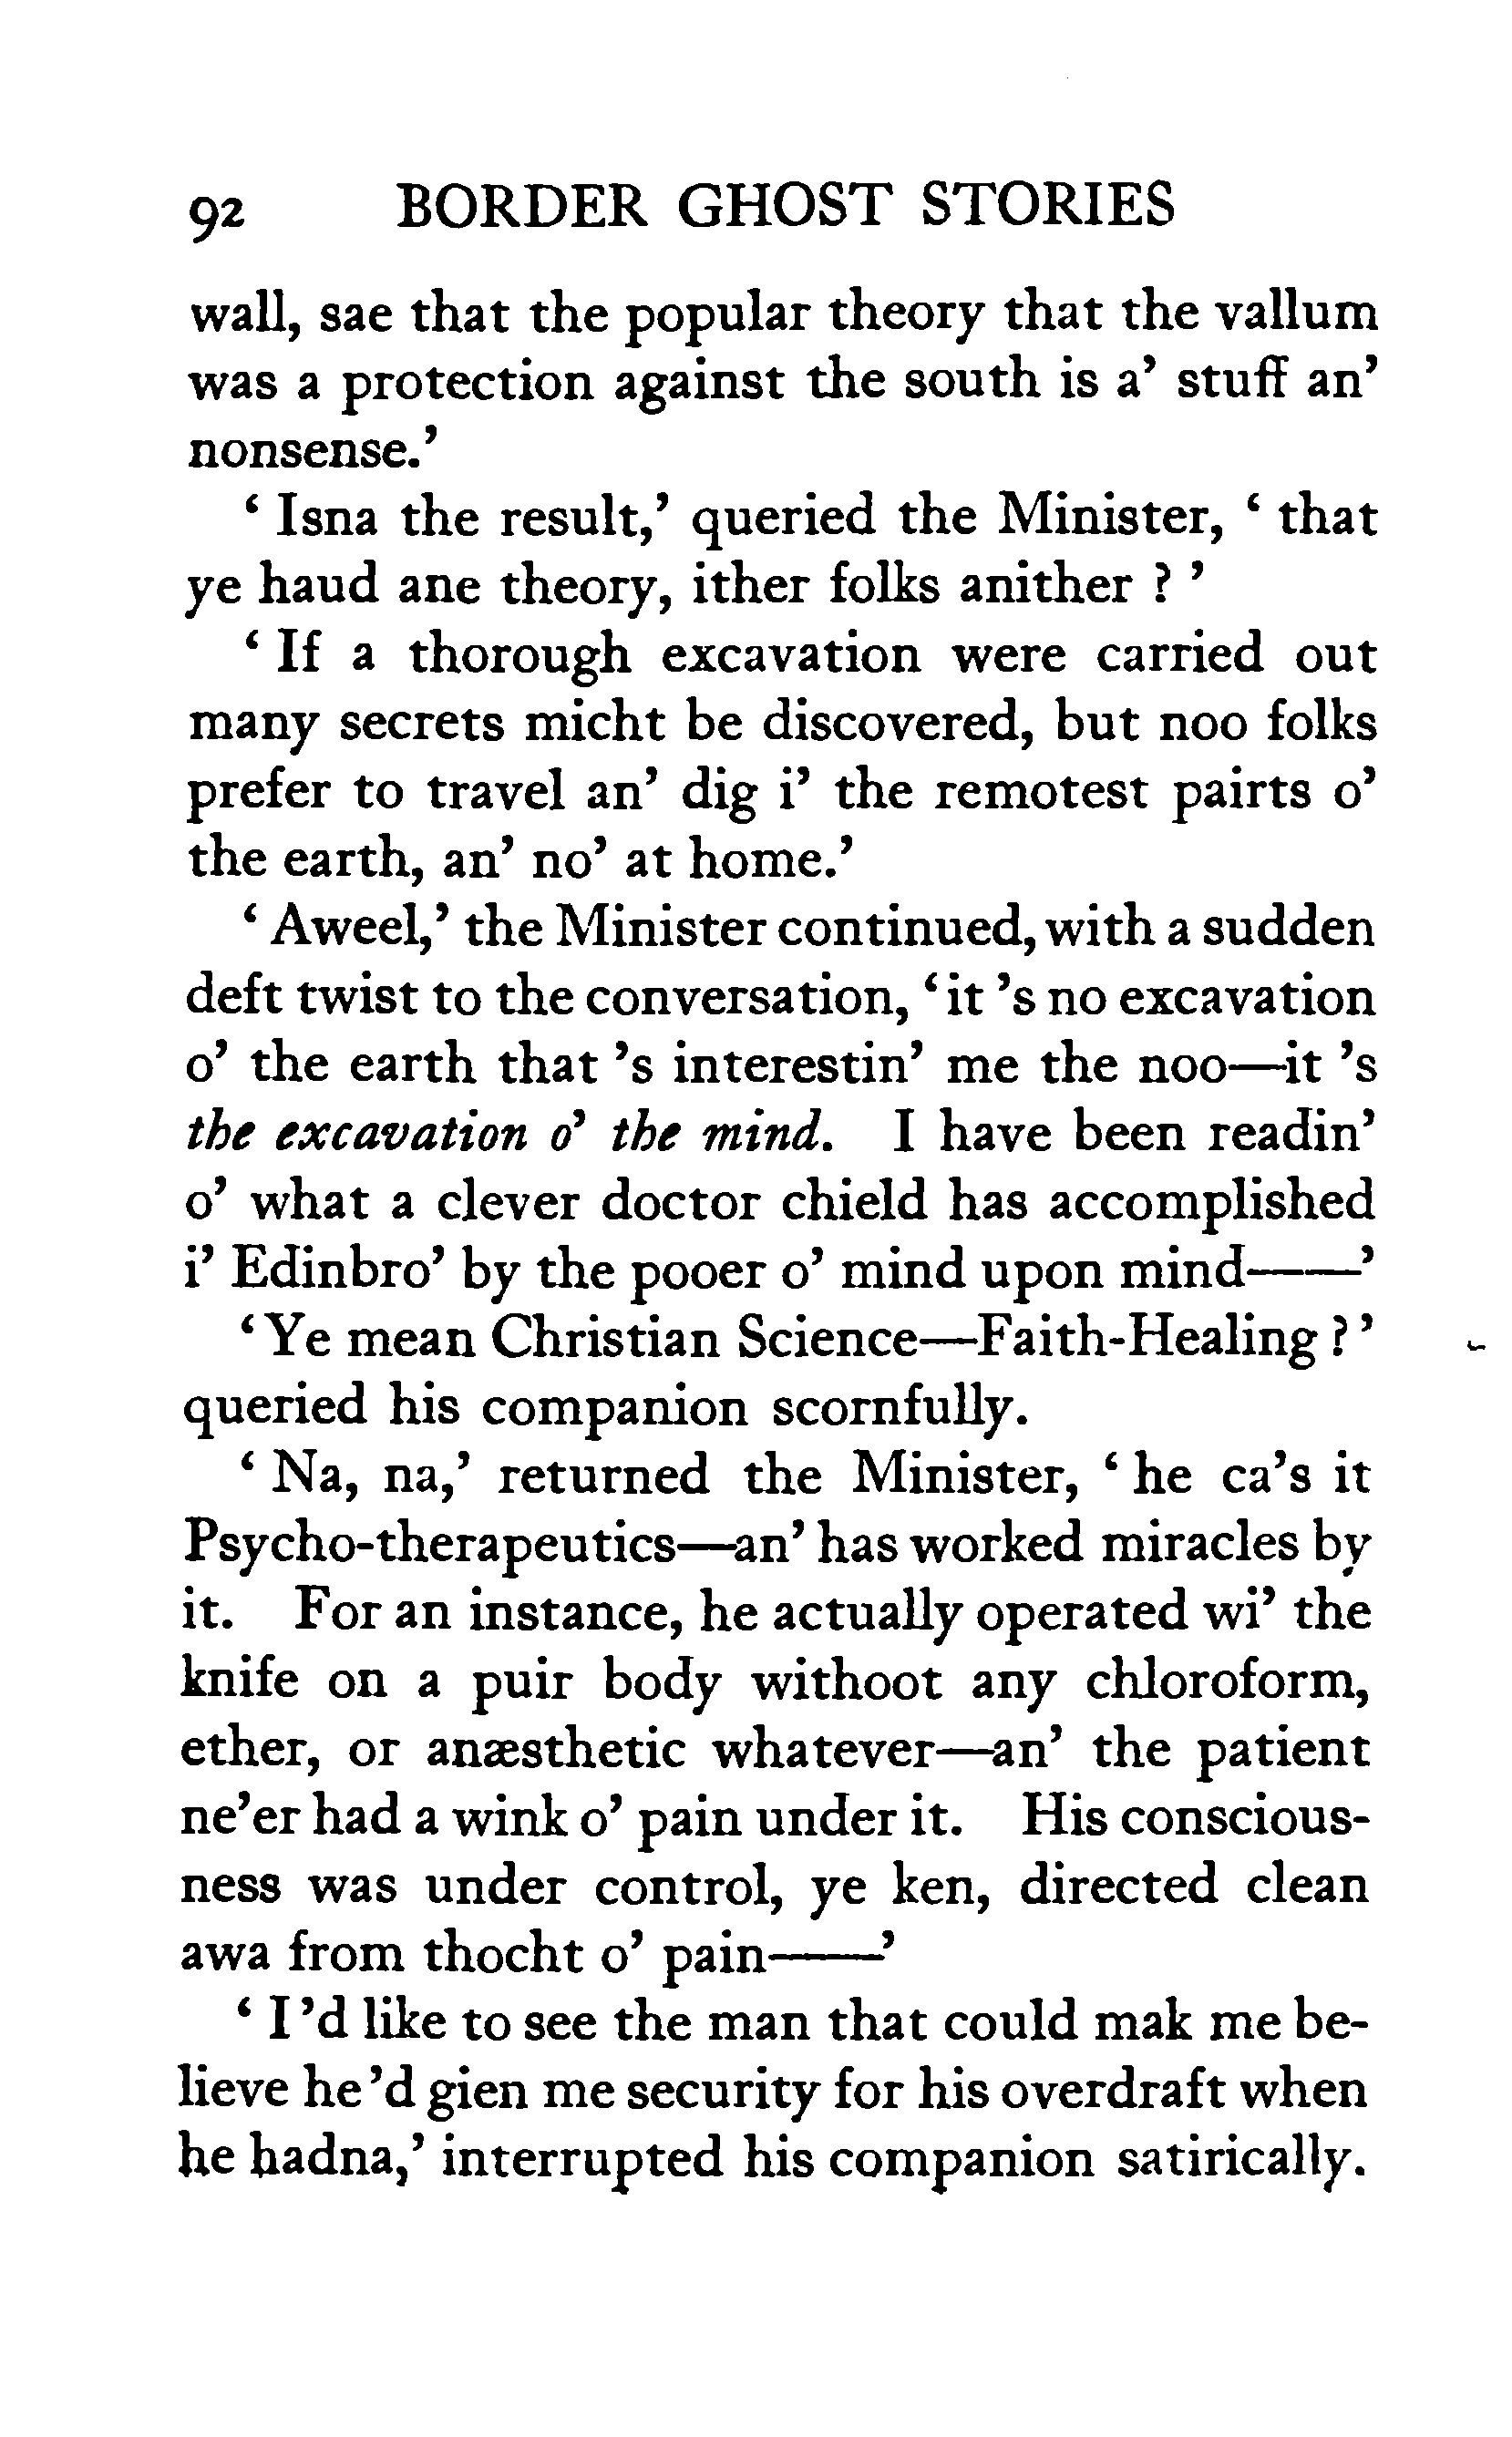 92 BORDER GHOST STORIES
wall, sae that the popular theory that the vallum
was a protection against the south is a’ stuff an’
nonsense.’
‘ Isna the result,’ queried the Minister, ‘ that
ye haud ane theory, ither folks anither ? ’
‘ If a thorough excavation were carried out
many secrets micht be discovered, but noo folks
prefer to travel an’ dig i’ the remotest pairts o’
the earth, an’ no’ at home.’
‘ Aweel,’ the Minister continued, with a sudden
deft twist to the conversation, ‘ it ’s no excavation
o’ the earth that ’s interestin’ me the noo—it ’s
the excavation o’ the mind. I have been readin’
o’ what a clever doctor chield has accomplished
i’ Edinbro’ by the pooer o’ mind upon mind——’
‘ Ye mean Christian Science—Faith-Healing ? ’
queried his companion scornfully.
‘ Na, na,’ returned the Minister, ‘ he ca’s it
Psycho-therapeutics—an’ has worked miracles by
it. For an instance, he actually operated wi’ the
knife on a puir body withoot any chloroform,
ether, or anæsthetic whatever—an’ the patient
ne’er had a wink o’ pain under it. His conscious-
ness was under control, ye ken, directed clean
awa from thocht o’ pain——’
‘ I ’d like to see the man that could mak me be-
lieve he ’d gien me security for his overdraft when
he hadna,’ interrupted his companion satirically.